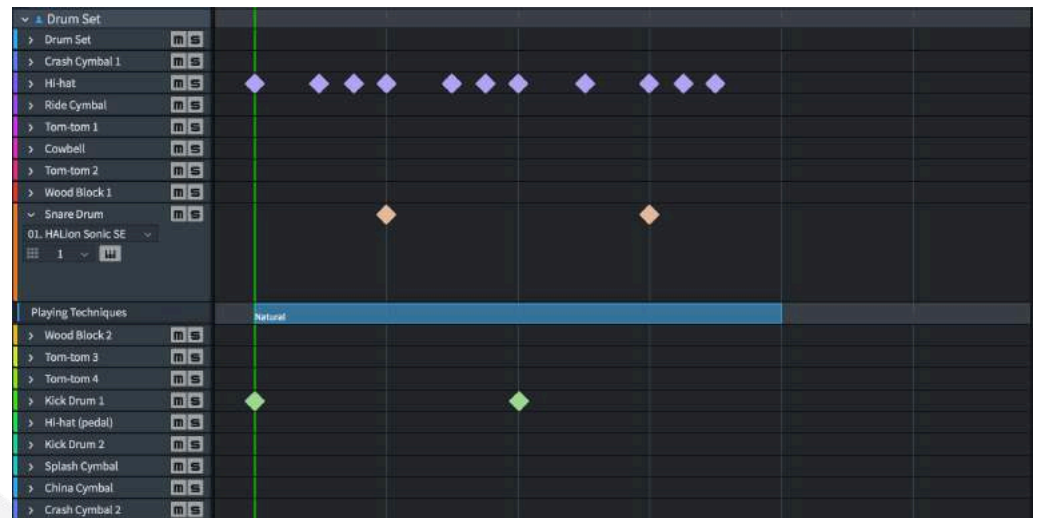 Drum Set
Drum Set m s
Crash Cymbal 1 m s
Hi-hat m s
Ride Cymbal m s
Tom-tom 1 m s
Cowbell m s
Tom-tom 2 m s
Wood Block 1 m s
Snare Drum m s
01. HALion Sonic SE
1
Playing Techniques Natural
Wood Block 2 m s
Tom-tom 3 m s
Tom-tom 4 m s
Kick Drum 1 m s
Hi-hat (pedal) m s
Kick Drum 2 m s
Splash Cymbal m s
China Cymbal m s
Crash Cymbal 2 m s